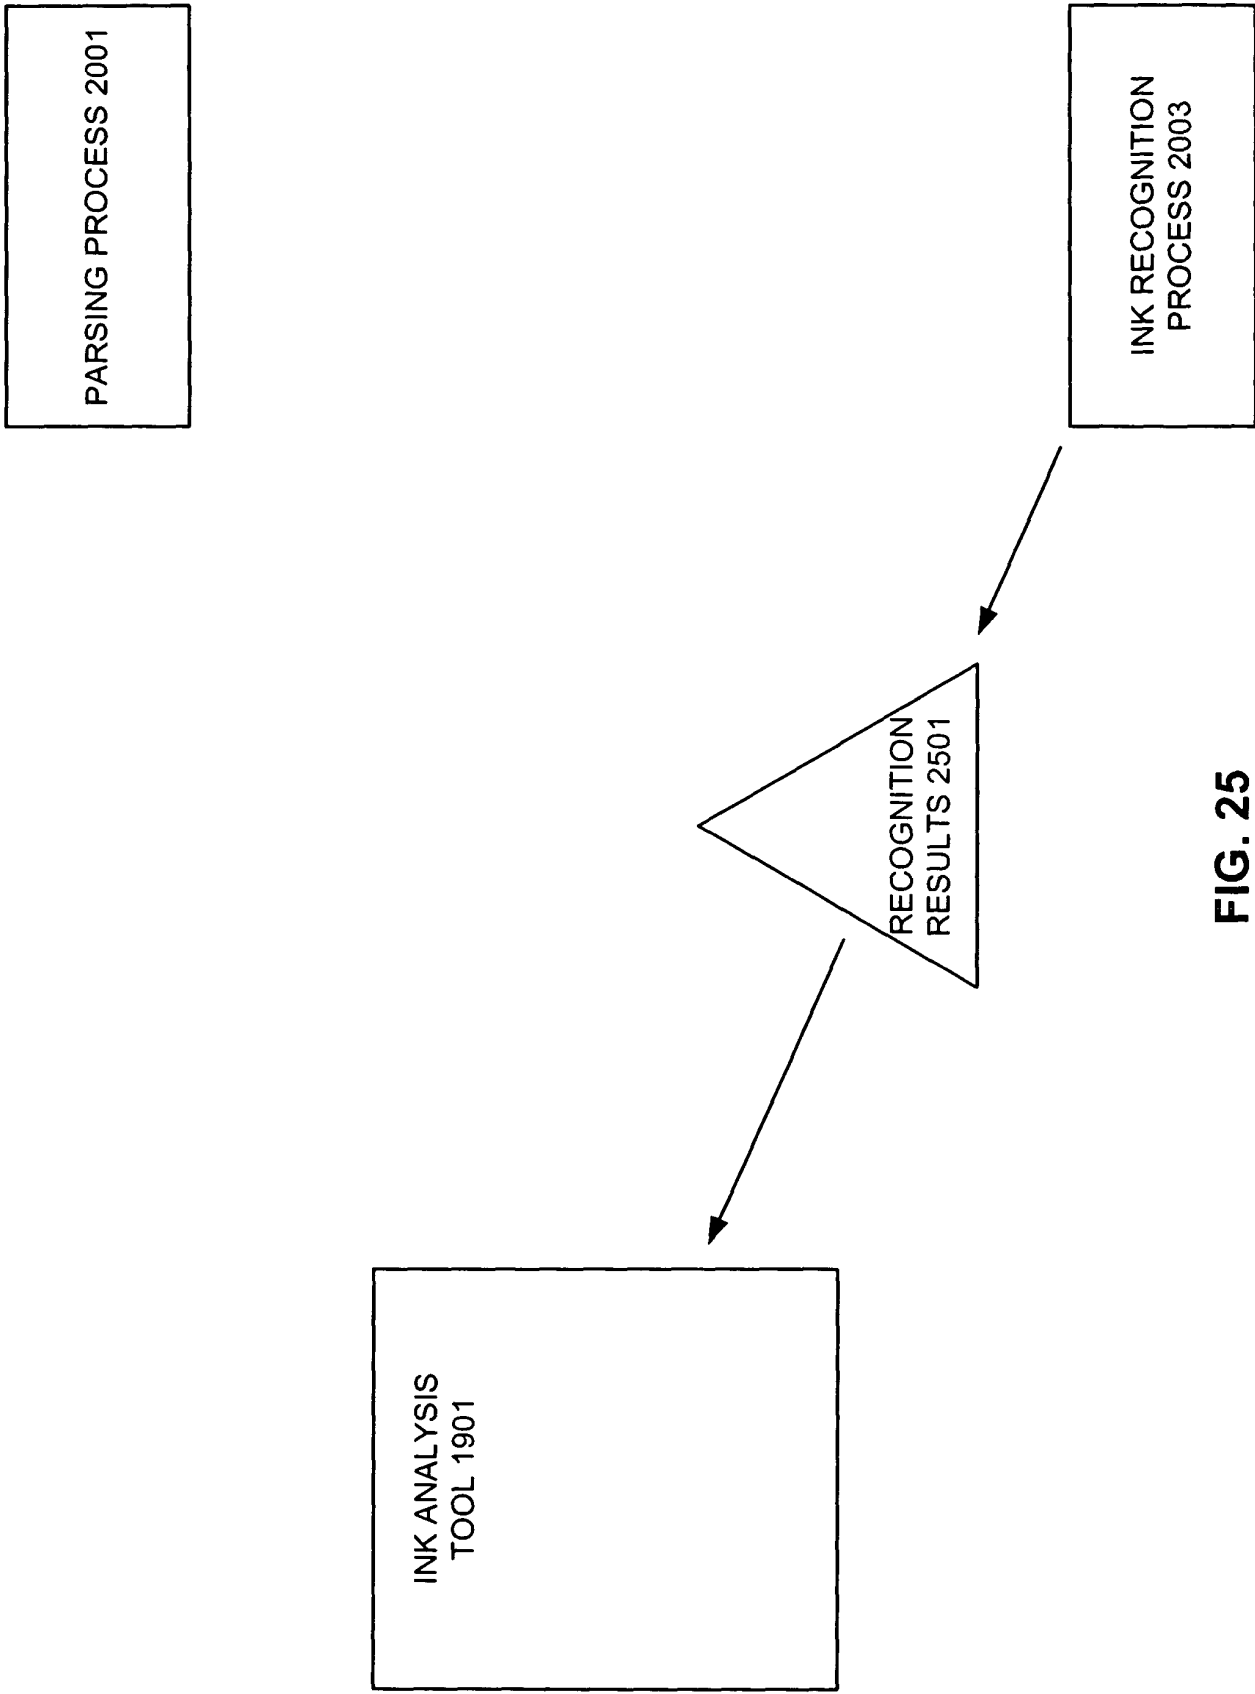 PARSING PROCESS 2001
INK ANALYSIS
TOOL 1901
RECOGNITION
RESULTS 2501
INK RECOGNITION
PROCESS 2003
FIG. 25